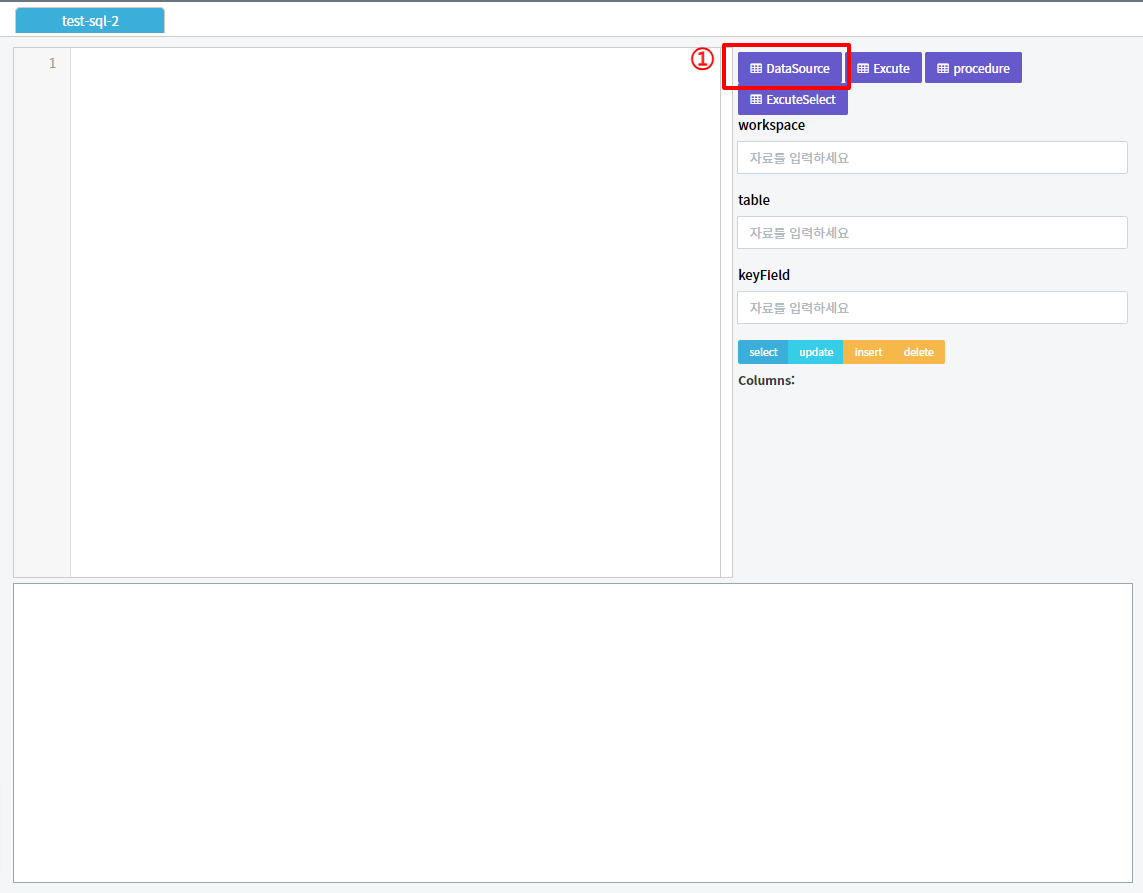 test-sql-2
1
①
DataSource Excute procedure
ExcuteSelect
workspace
자료를 입력하세요
table
자료를 입력하세요
keyField
자료를 입력하세요
select update insert delete
Columns: